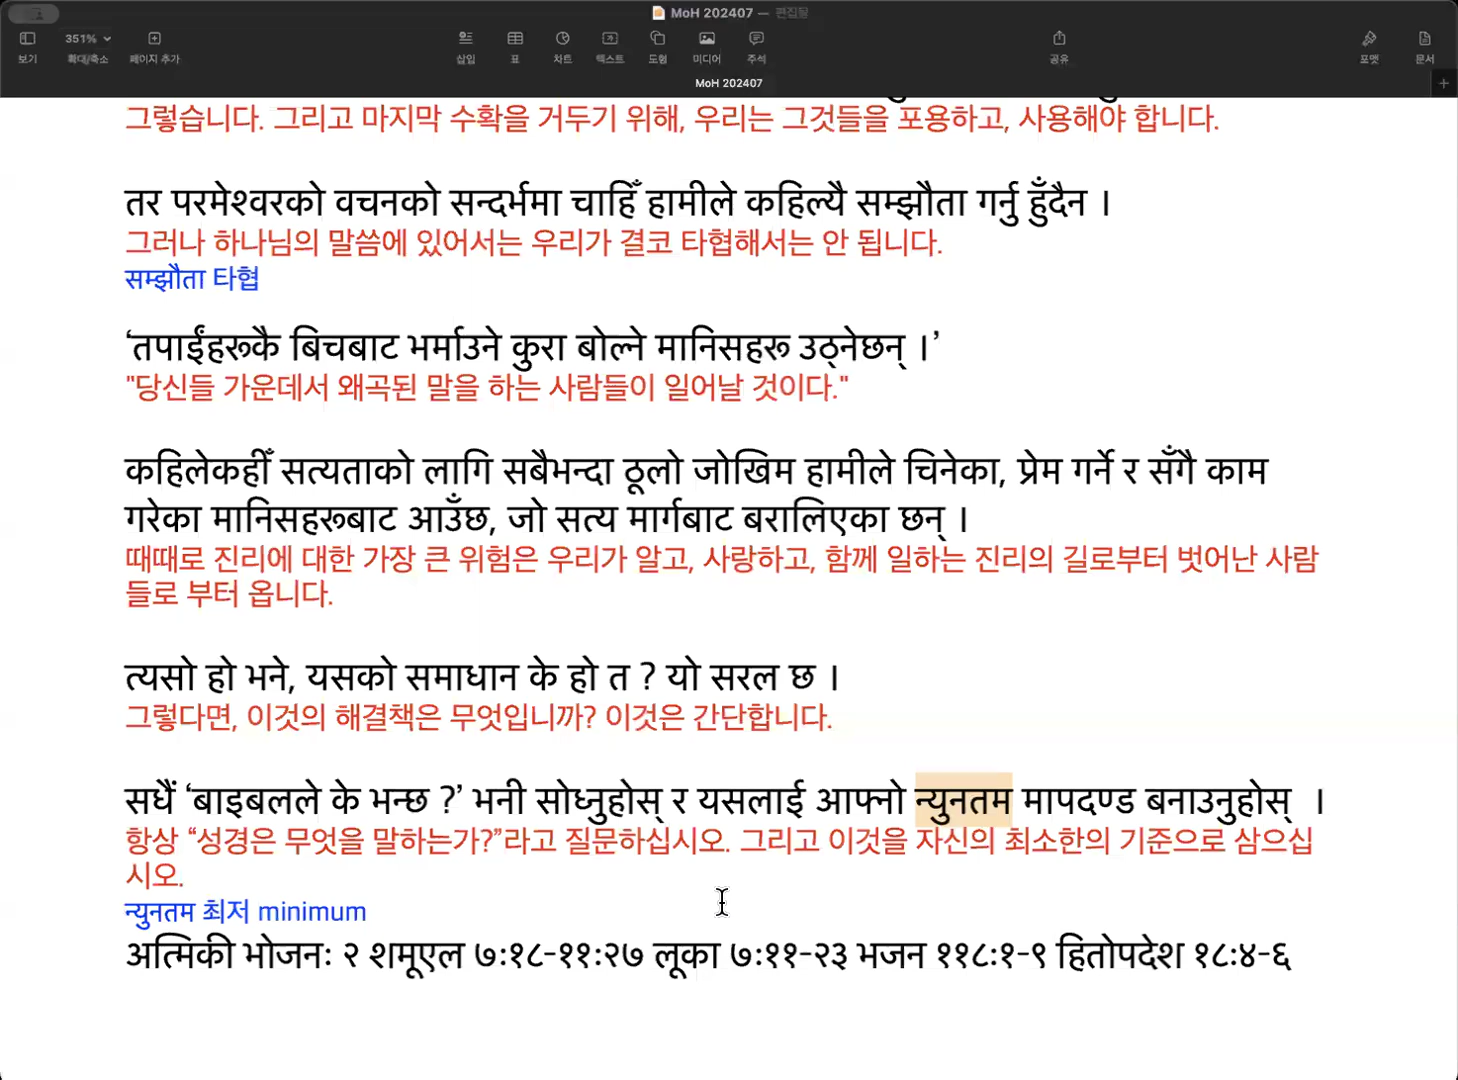 MoH 202407 — 편집됨
351%
보기
확대/축소
페이지 추가
삽입
표
차트
텍스트
도형
미디어
주석
공유
포맷
문서
MoH 202407
그렇습니다. 그리고 마지막 수확을 거두기 위해, 우리는 그것들을 포용하고, 사용해야 합니다.
तर परमेश्वरको वचनको सन्दर्भमा चाहिँ हामीले कहिल्यै सम्झौता गर्नु हुँदैन ।
그러나 하나님의 말씀에 있어서는 우리가 결코 타협해서는 안 됩니다.
सम्झौता 타협
‘तपाईंहरूकै बिचबाट भर्माउने कुरा बोल्ने मानिसहरू उठ्नेछन् ।’
"당신들 가운데서 왜곡된 말을 하는 사람들이 일어날 것이다."
कहिलेकहीँ सत्यताको लागि सबैभन्दा ठूलो जोखिम हामीले चिनेका, प्रेम गर्ने र सँगै काम
गरेका मानिसहरूबाट आउँछ, जो सत्य मार्गबाट बरालिएका छन् ।
때때로 진리에 대한 가장 큰 위험은 우리가 알고, 사랑하고, 함께 일하는 진리의 길로부터 벗어난 사람
들로 부터 옵니다.
त्यसो हो भने, यसको समाधान के हो त ? यो सरल छ ।
그렇다면, 이것의 해결책은 무엇입니까? 이것은 간단합니다.
सधैं ‘बाइबलले के भन्छ ?’ भनी सोध्नुहोस् र यसलाई आफ्नो न्युनतम मापदण्ड बनाउनुहोस् ।
항상 “성경은 무엇을 말하는가?”라고 질문하십시오. 그리고 이것을 자신의 최소한의 기준으로 삼으십
시오.
न्युनतम 최저 minimum
अत्मिकी भोजनः २ शमूएल ७:१८-११:२७ लूका ७:११-२३ भजन ११८:१-९ हितोपदेश १८:४-६